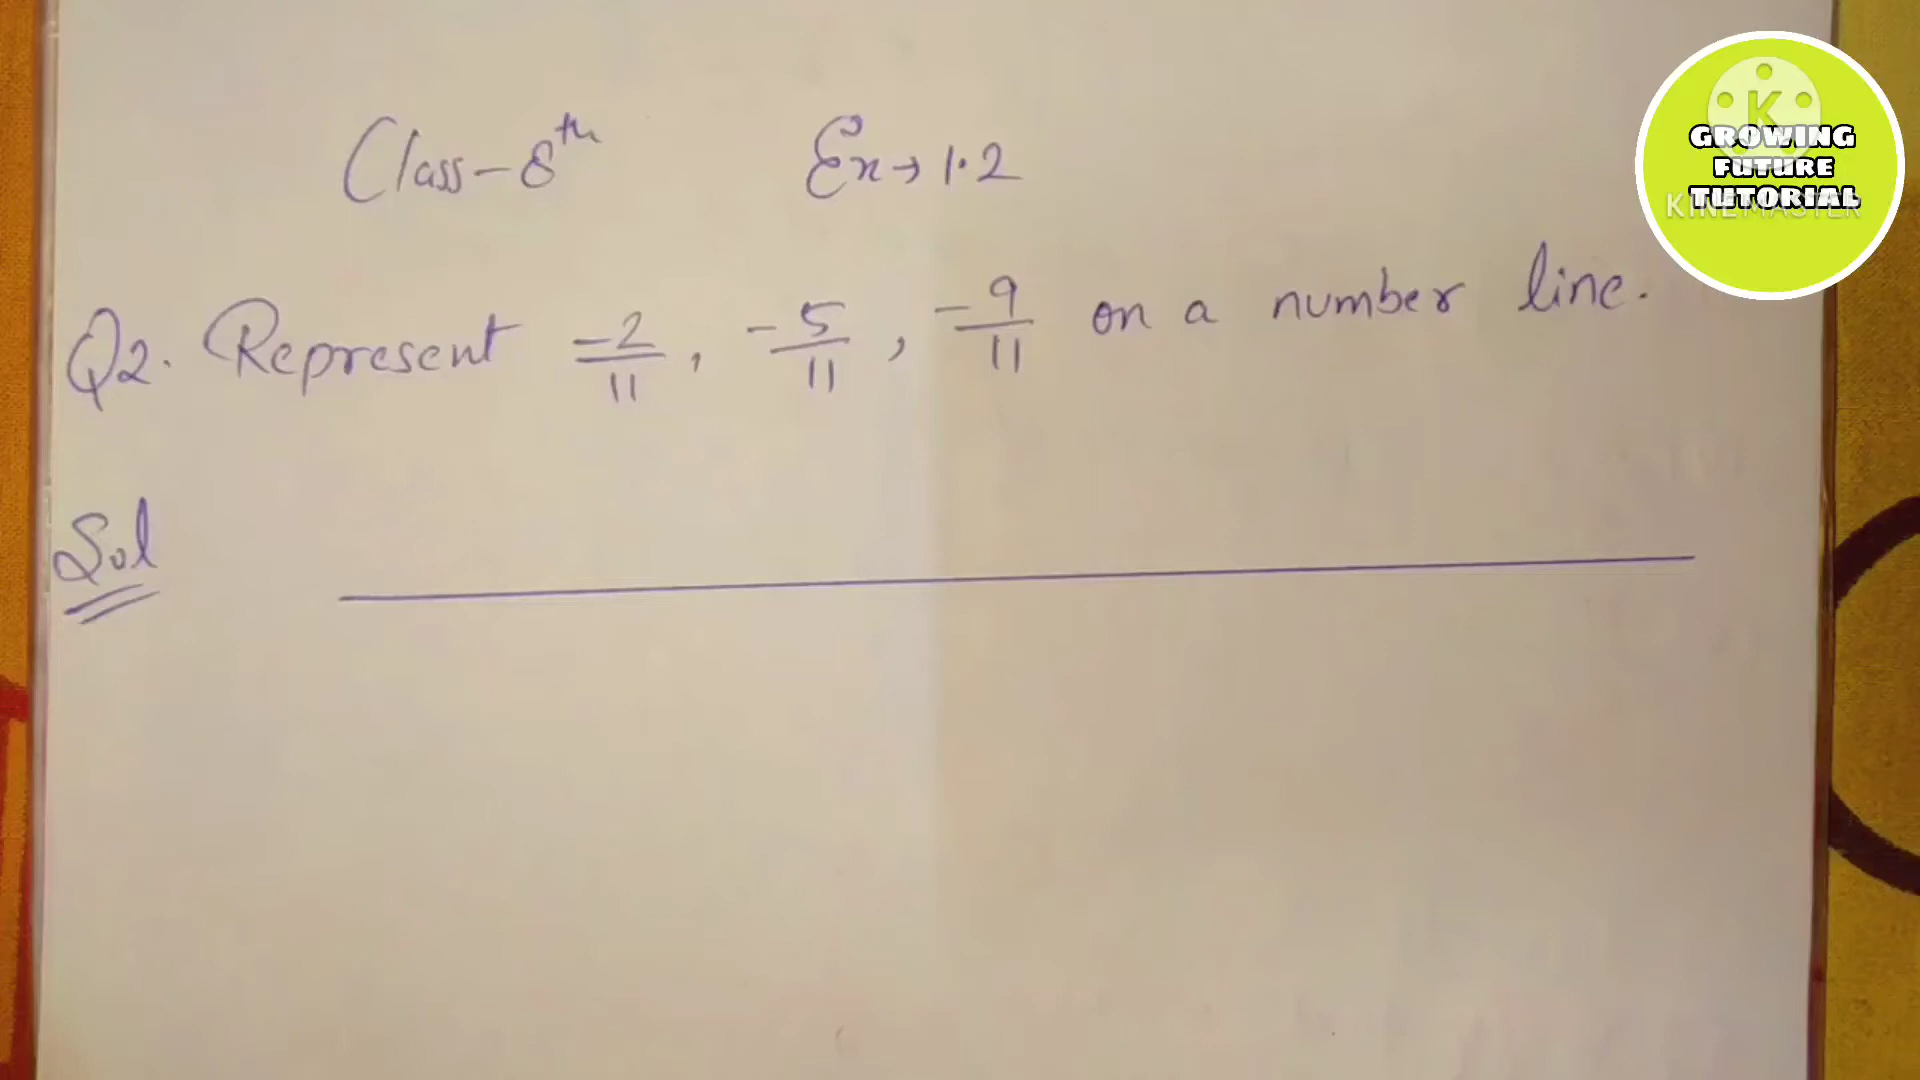 Class-8th Ex→1.2
Q2. Represent -2/11, -5/11, -9/11 on a number line.
Sol
GROWING
FUTURE
TUTORIAL
K
KINEMASTER